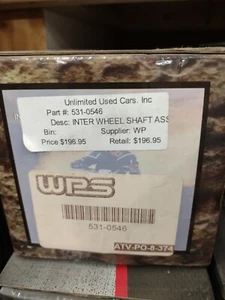 Unlimited Used Cars. Inc
Part #: 531-0546
Desc: INTER WHEEL SHAFT ASS
Bin: Supplier: WP
Price $196.95 Retail: $196.95
WPS
531-0546
ATV-PO-8-374